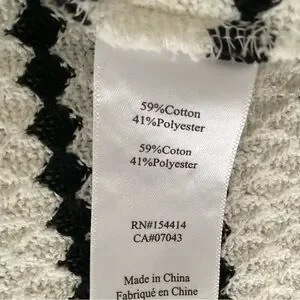 59%Cotton
41%Polyester
59%Coton
41%Polyester
RN#154414
CA#07043
Made in China
Fabriqué en Chine